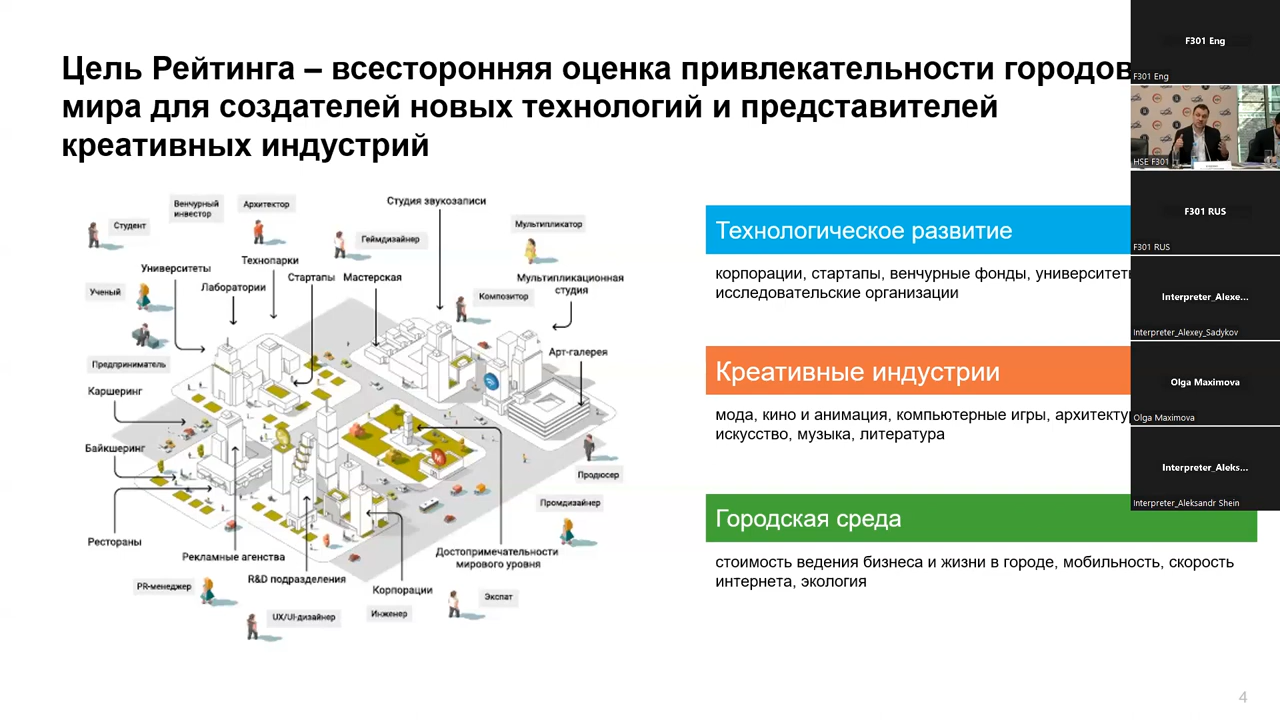 Цель Рейтинга – всесторонняя оценка привлекательности городов
мира для создателей новых технологий и представителей
креативных индустрий
Студент
Венчурный
инвестор
Архитектор
Студия звукозаписи
Геймдизайнер
Мультипликатор
Университеты
Технопарки
Лаборатории
Стартапы
Мастерская
Мультипликационная
студия
Ученый
Композитор
Предприниматель
Арт-галерея
Каршеринг
Байкшеринг
Продюсер
Промдизайнер
Рестораны
Рекламные агенства
Достопримечательности
мирового уровня
R&D подразделения
PR-менеджер
Корпорации
Экспат
UX/UI-дизайнер
Инженер
Технологическое развитие
корпорации, стартапы, венчурные фонды,
исследовательские организации
Креативные индустрии
мода, кино и анимация, компьютерные игры,
искусство, музыка, литература
Городская среда
стоимость ведения бизнеса и жизни в городе, мобильность, скорость
интернета, экология
4
F301 Eng
F301 Eng
HSE F301
F301 RUS
F301 RUS
Interpreter_Alexe...
Interpreter_Alexey_Sadykov
Olga Maximova
Olga Maximova
Interpreter_Aleks...
Interpreter_Aleksandr Shein